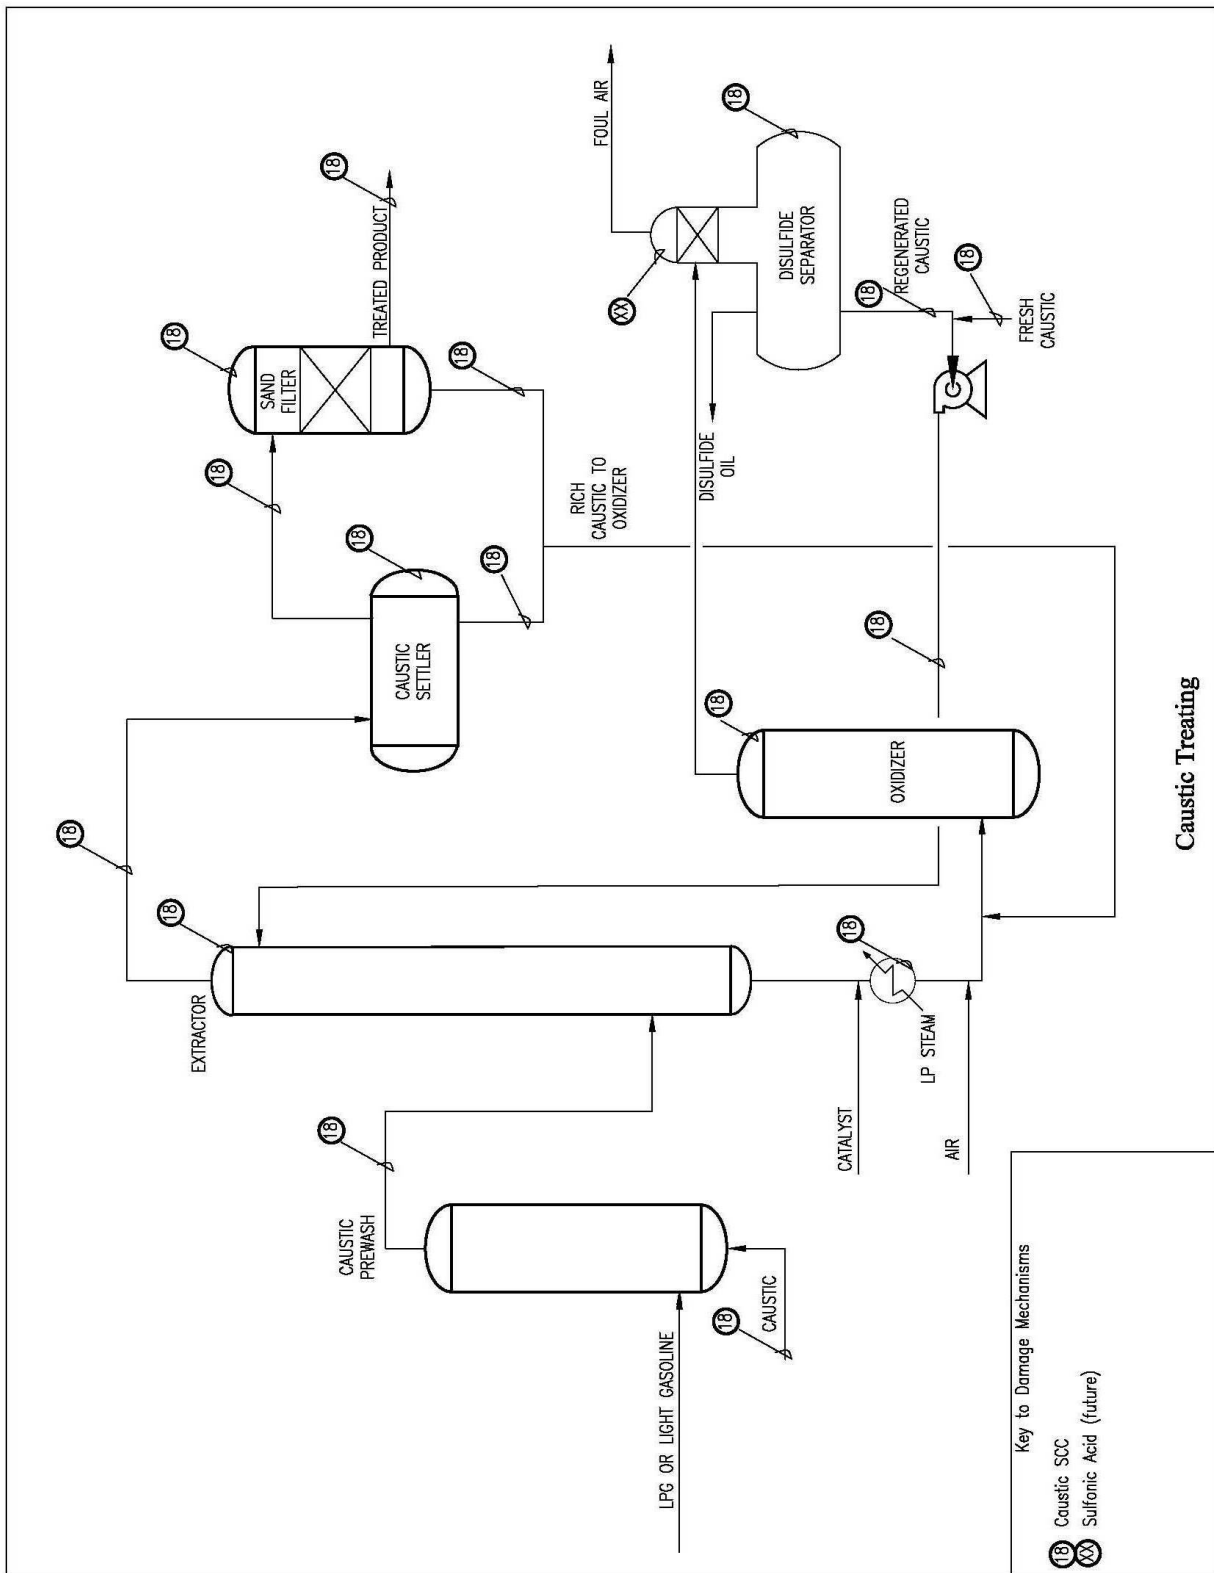 CAUSTIC
PREWASH
LPG OR LIGHT GASOLINE
CAUSTIC
18
18
EXTRACTOR
18
18
CATALYST
LP STEAM
18
AIR
CAUSTIC
SETTLER
18
18
18
RICH
CAUSTIC TO
OXIDIZER
SAND
FILTER
18
18
TREATED PRODUCT
18
OXIDIZER
18
18
DISULFIDE
OIL
XX
FOUL AIR
DISULFIDE
SEPARATOR
18
REGENERATED
CAUSTIC
18
FRESH
CAUSTIC
18
Key to Damage Mechanisms
18 Caustic SCC
XX Sulfonic Acid (future)
Caustic Treating